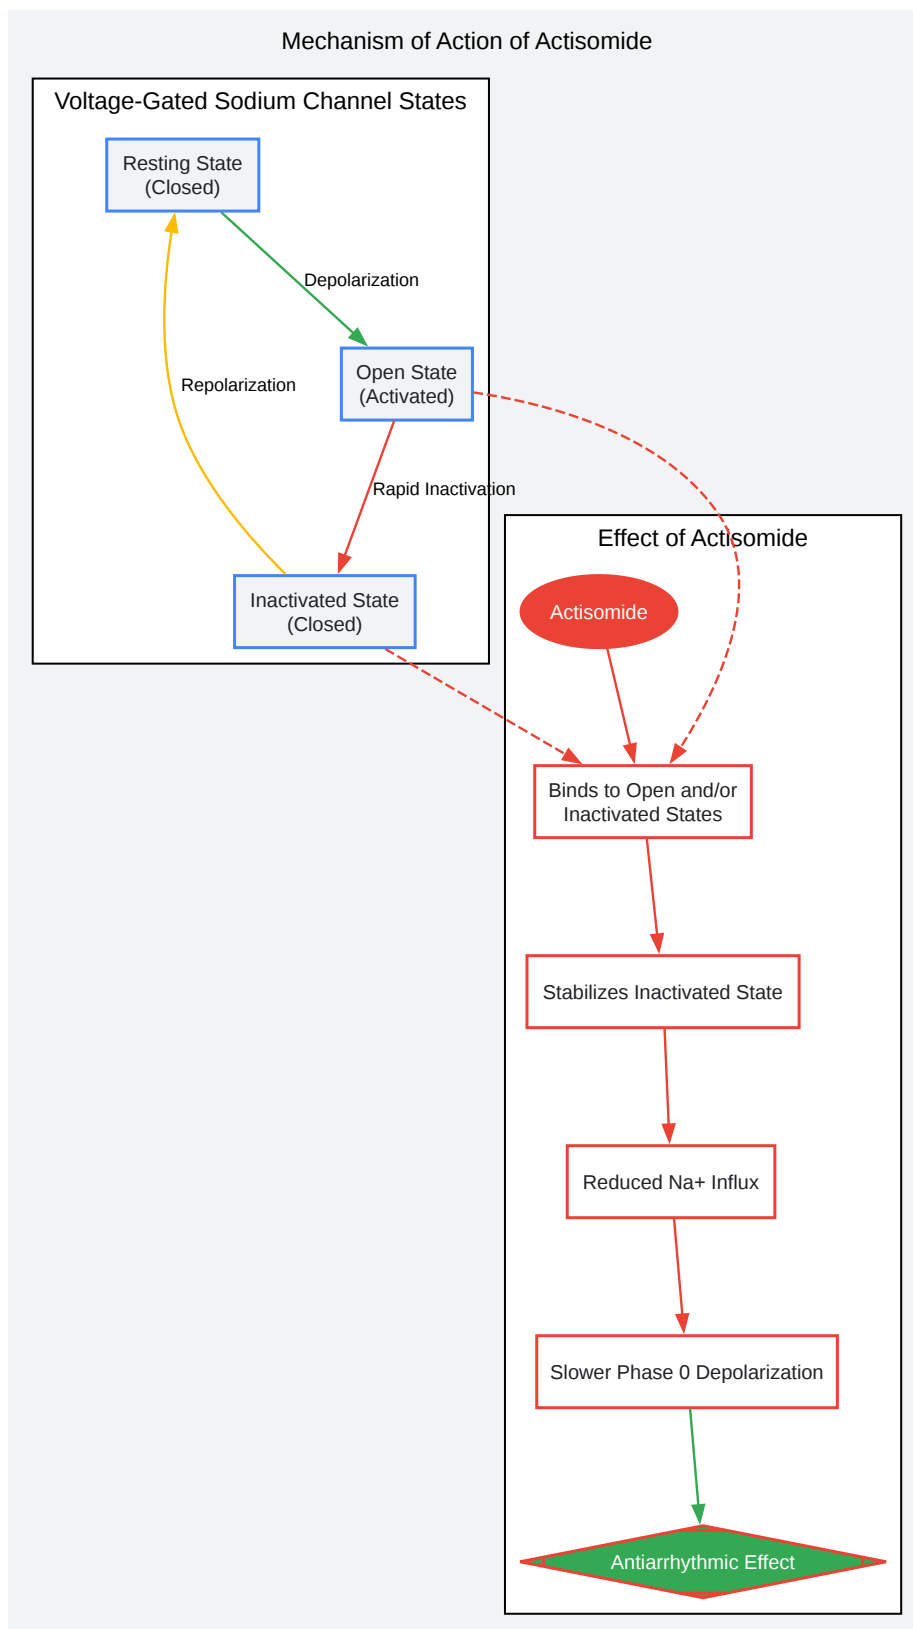 Mechanism of Action of Actisomide
Voltage-Gated Sodium Channel States
Resting State
(Closed)
Depolarization
Open State
(Activated)
Repolarization
Rapid Inactivation
Inactivated State
(Closed)
Effect of Actisomide
Actisomide
Binds to Open and/or
Inactivated States
Stabilizes Inactivated State
Reduced Na+ Influx
Slower Phase 0 Depolarization
Antiarrhythmic Effect